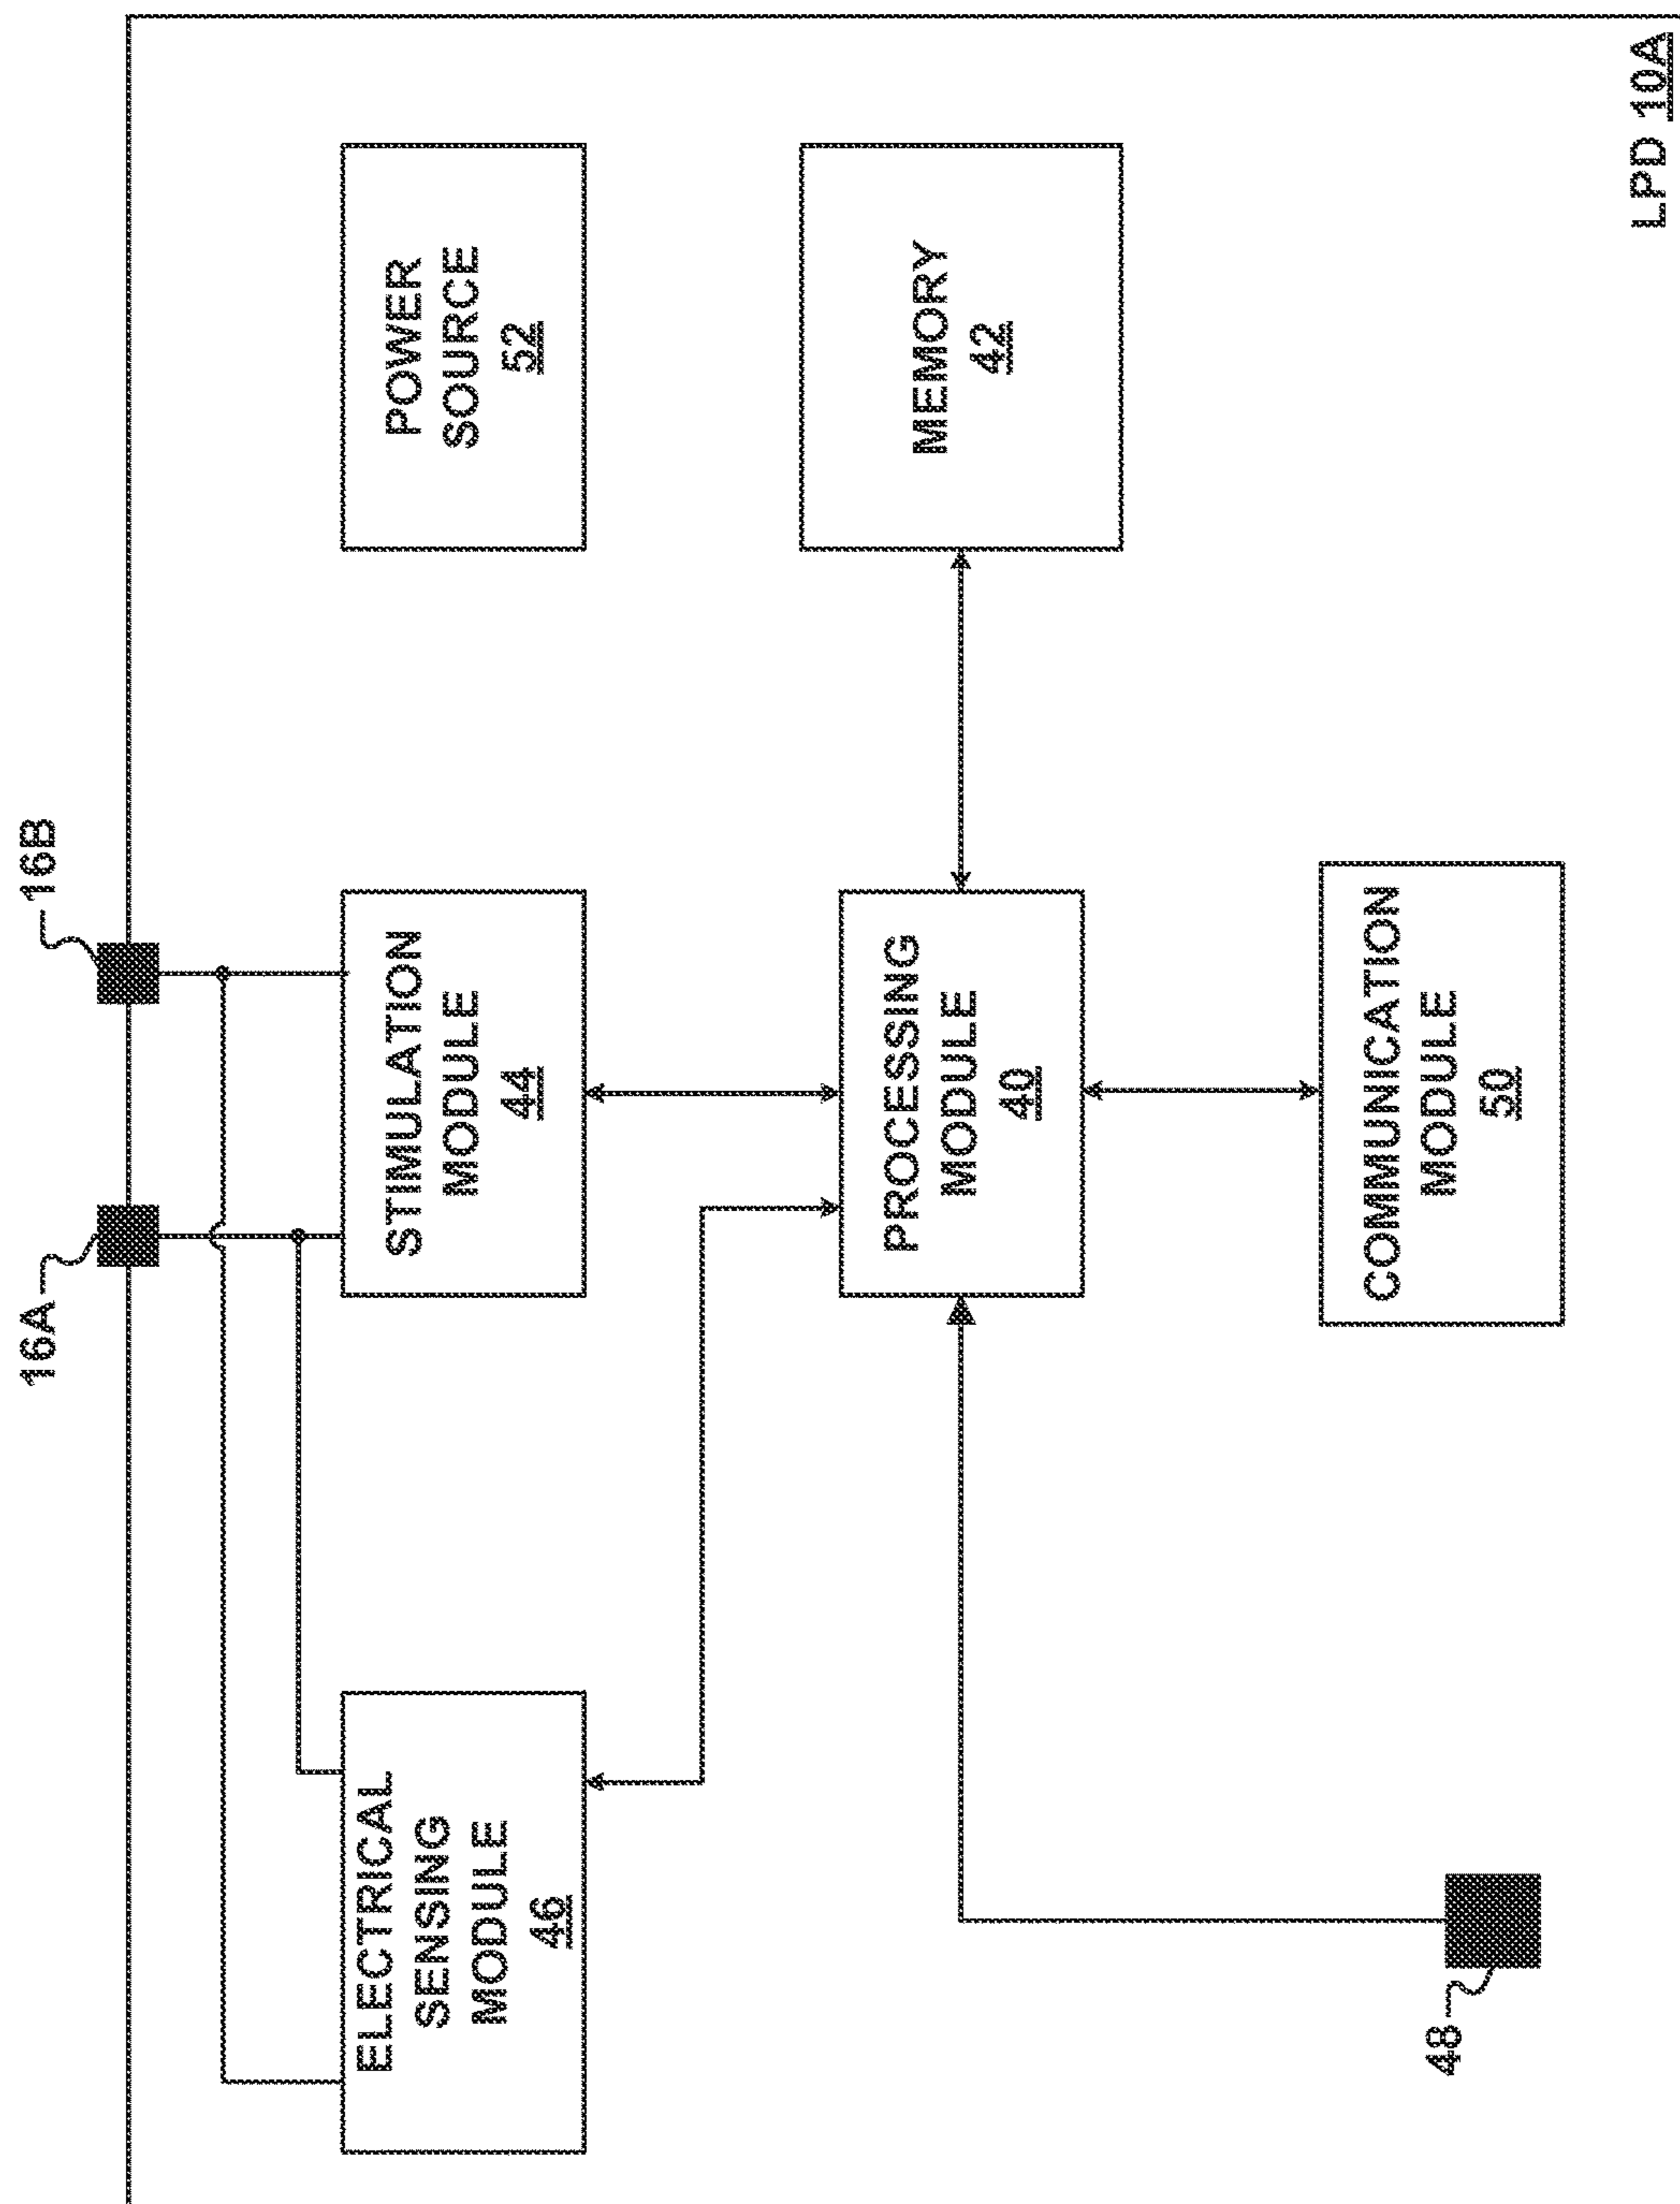 16A
16B
ELECTRICAL
SENSING
MODULE
46
STIMULATION
MODULE
44
POWER
SOURCE
52
PROCESSING
MODULE
40
MEMORY
42
48
COMMUNICATION
MODULE
50
LPD 10A